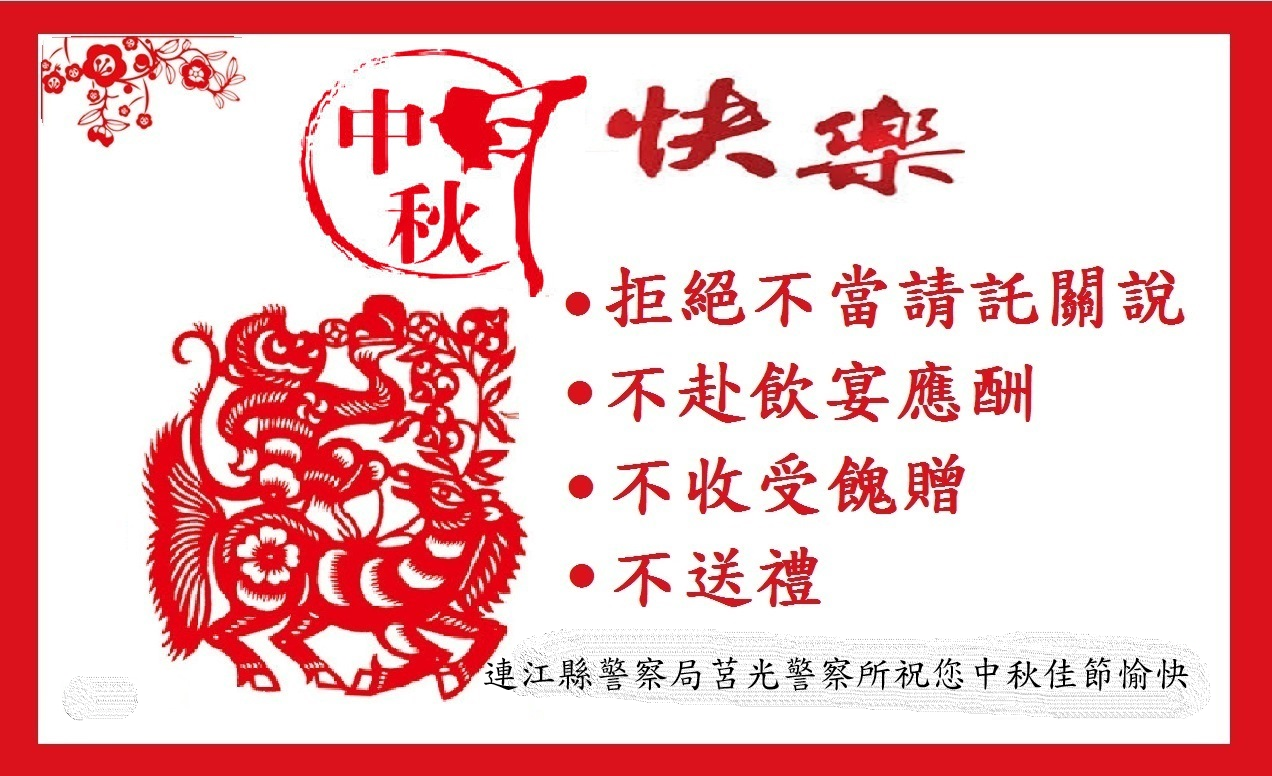 中秋 快樂
•拒絕不當請託關說
•不赴飲宴應酬
•不收受餽贈
•不送禮
連江縣警察局莒光警察所祝您中秋佳節愉快